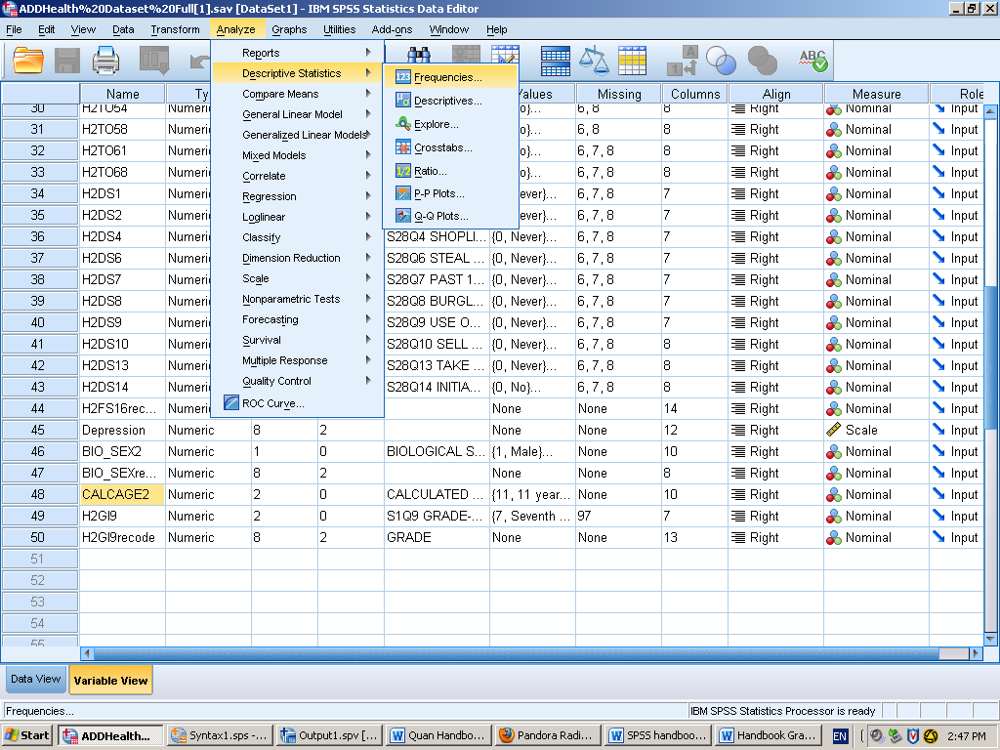 ADDHealth%20Dataset%20Full[1].sav [DataSet1] - IBM SPSS Statistics Data Editor
File Edit View Data Transform Analyze Graphs Utilities Add-ons Window Help
Reports
Descriptive Statistics
Compare Means
General Linear Model
Generalized Linear Models
Mixed Models
Correlate
Regression
Loglinear
Classify
Dimension Reduction
Scale
Nonparametric Tests
Forecasting
Survival
Multiple Response
Quality Control
ROC Curve...
123 Frequencies...
Descriptives...
Explore...
Crosstabs...
1/2 Ratio...
P-P Plots...
Q-Q Plots...
ABC
Name Ty Values Missing Columns Align Measure Role
30 H2TO54 o}... 6, 8 8 Right Nominal Input
31 H2TO58 Numeri o}... 6, 7, 8 8 Right Nominal Input
32 H2TO61 Numeri o}... 6, 7, 8 8 Right Nominal Input
33 H2TO68 Numeri o}... 6, 7, 8 8 Right Nominal Input
34 H2DS1 Numeri ever}... 6, 7, 8 7 Right Nominal Input
35 H2DS2 Numeri ever}... 6, 7, 8 7 Right Nominal Input
36 H2DS4 Numeri S28Q4 SHOPLI... {0, Never}... 6, 7, 8 7 Right Nominal Input
37 H2DS6 Numeri S28Q6 STEAL ... {0, Never}... 6, 7, 8 7 Right Nominal Input
38 H2DS7 Numeri S28Q7 PAST 1... {0, Never}... 6, 7, 8 7 Right Nominal Input
39 H2DS8 Numeri S28Q8 BURGL... {0, Never}... 6, 7, 8 7 Right Nominal Input
40 H2DS9 Numeri S28Q9 USE O... {0, Never}... 6, 7, 8 7 Right Nominal Input
41 H2DS10 Numeri S28Q10 SELL ... {0, Never}... 6, 7, 8 8 Right Nominal Input
42 H2DS13 Numeri S28Q13 TAKE ... {0, Never}... 6, 7, 8 8 Right Nominal Input
43 H2DS14 Numeri S28Q14 INITIA... {0, No}... 6, 7, 8 8 Right Nominal Input
44 H2FS16rec... Numeri None None 14 Right Nominal Input
45 Depression Numeric 8 2 None None 12 Right Scale Input
46 BIO_SEX2 Numeric 1 0 BIOLOGICAL S... {1, Male}... None 10 Right Nominal Input
47 BIO_SEXre... Numeric 8 2 None None 8 Right Nominal Input
48 CALCAGE2 Numeric 2 0 CALCULATED ... {11, 11 year... None 10 Right Nominal Input
49 H2GI9 Numeric 2 0 S1Q9 GRADE-... {7, Seventh ... 97 7 Right Nominal Input
50 H2GI9recode Numeric 8 2 GRADE None None 13 Right Nominal Input
51
52
53
54
55
Data View Variable View
Frequencies... IBM SPSS Statistics Processor is ready
Start ADDHealth... Syntax1.sps -... Output1.spv [... Quan Handbo... Pandora Radi... SPSS handboo... Handbook Gra... EN 2:47 PM